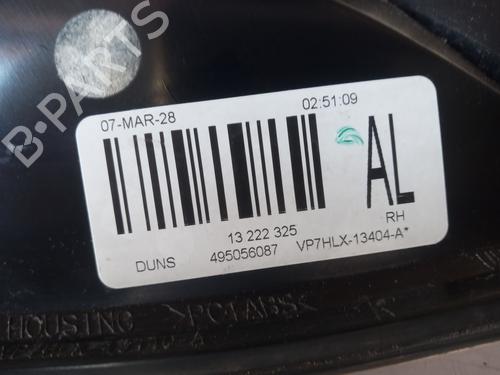 B-PARTS
07-MAR-28 02:51:09
AL
13 222 325 RH
DUNS 495056087 VP7HLX-13404-A*
HOUSING >PC+ABS<